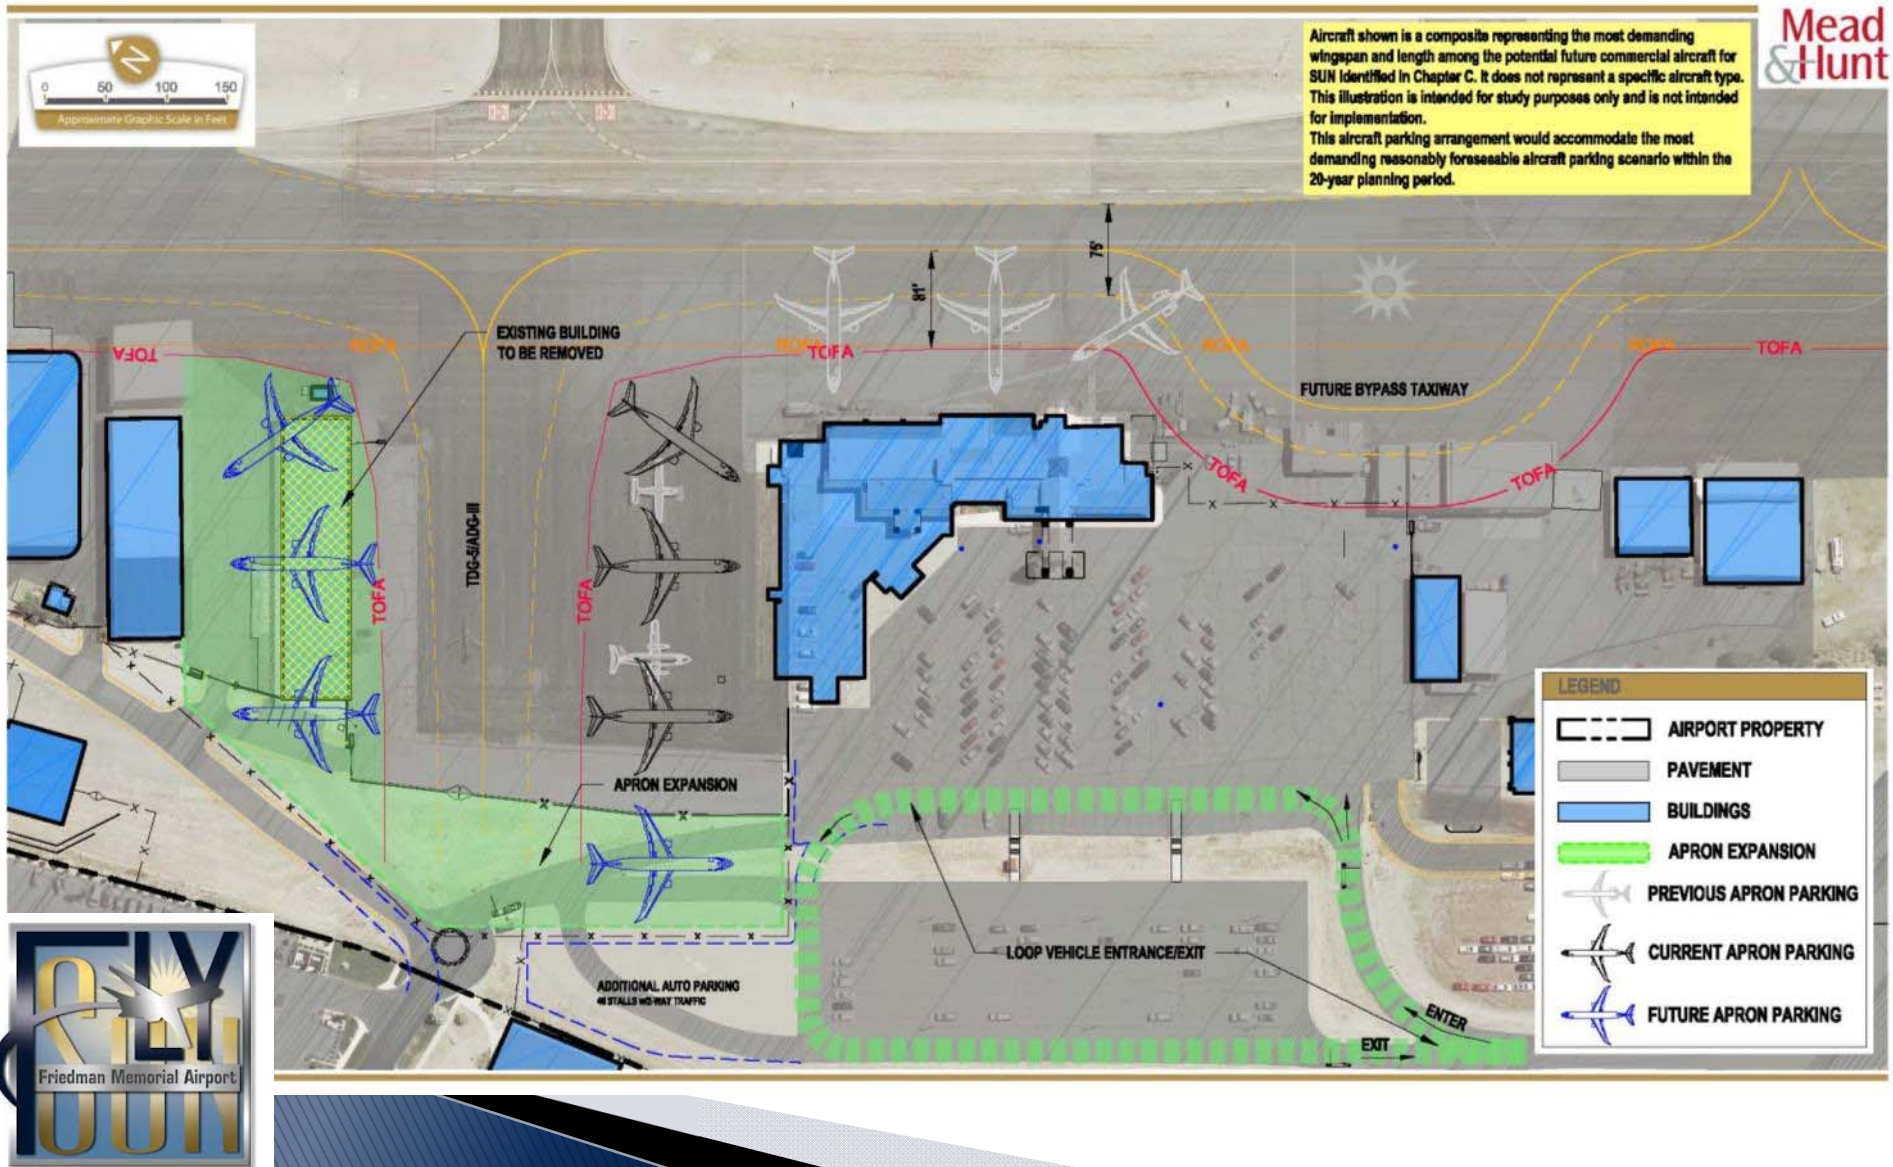 Mead
&Hunt
N
0 50 100 150
Approximate Graphic Scale in Feet
Aircraft shown is a composite representing the most demanding
wingspan and length among the potential future commercial aircraft for
SUN identified in Chapter C. It does not represent a specific aircraft type.
This illustration is intended for study purposes only and is not intended
for implementation.
This aircraft parking arrangement would accommodate the most
demanding reasonably foreseeable aircraft parking scenario within the
20-year planning period.
75'
81'
EXISTING BUILDING
TO BE REMOVED
TOFA
ROFA
ROFA
TOFA
ROFA
ROFA
TOFA
FUTURE BYPASS TAXIWAY
TOFA
TOFA
TDG-5/ADG-III
TOFA
TOFA
APRON EXPANSION
LOOP VEHICLE ENTRANCE/EXIT
ADDITIONAL AUTO PARKING
ENTER
EXIT
LEGEND
AIRPORT PROPERTY
PAVEMENT
BUILDINGS
APRON EXPANSION
PREVIOUS APRON PARKING
CURRENT APRON PARKING
FUTURE APRON PARKING
FLY
SUN
Friedman Memorial Airport